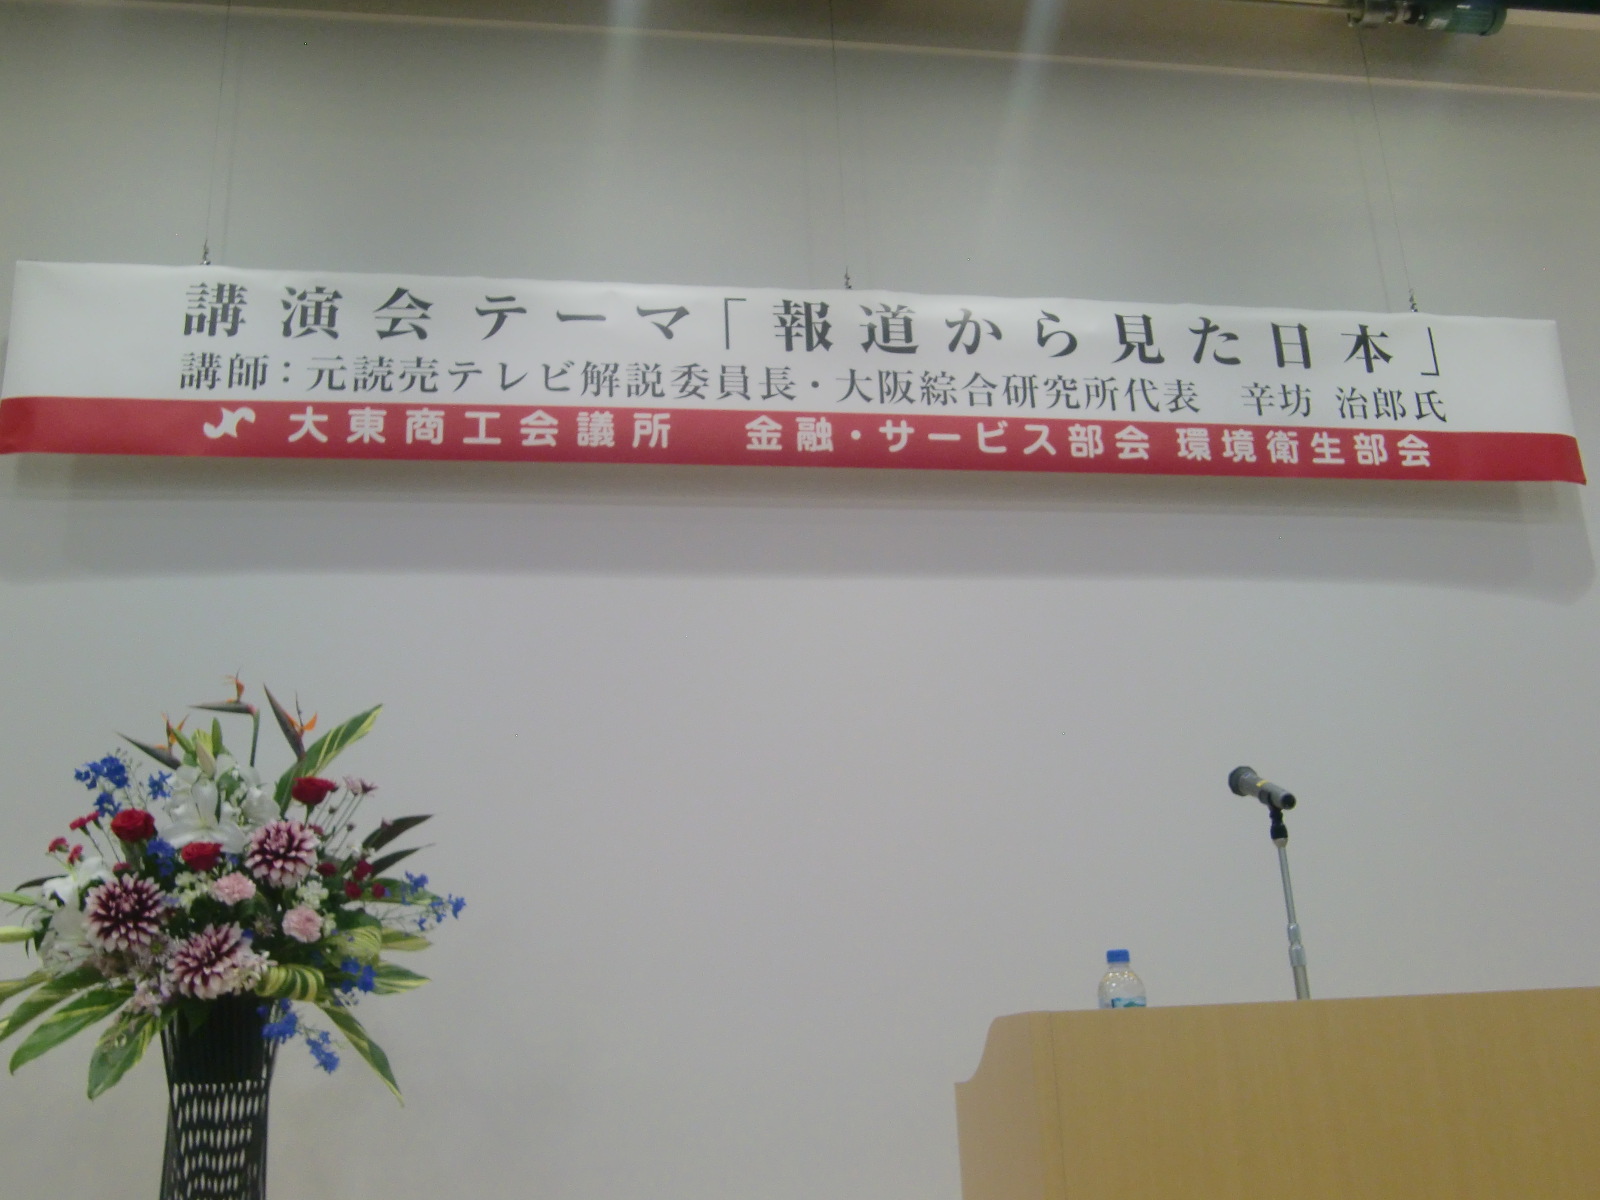 講演会 テーマ「報道から見た日本」
講師：元読売テレビ解説委員長・大阪綜合研究所代表　辛坊 治郎氏
大東商工会議所　金融・サービス部会 環境衛生部会